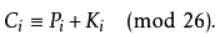 Cᵢ ≡ Pᵢ + Kᵢ (mod 26).